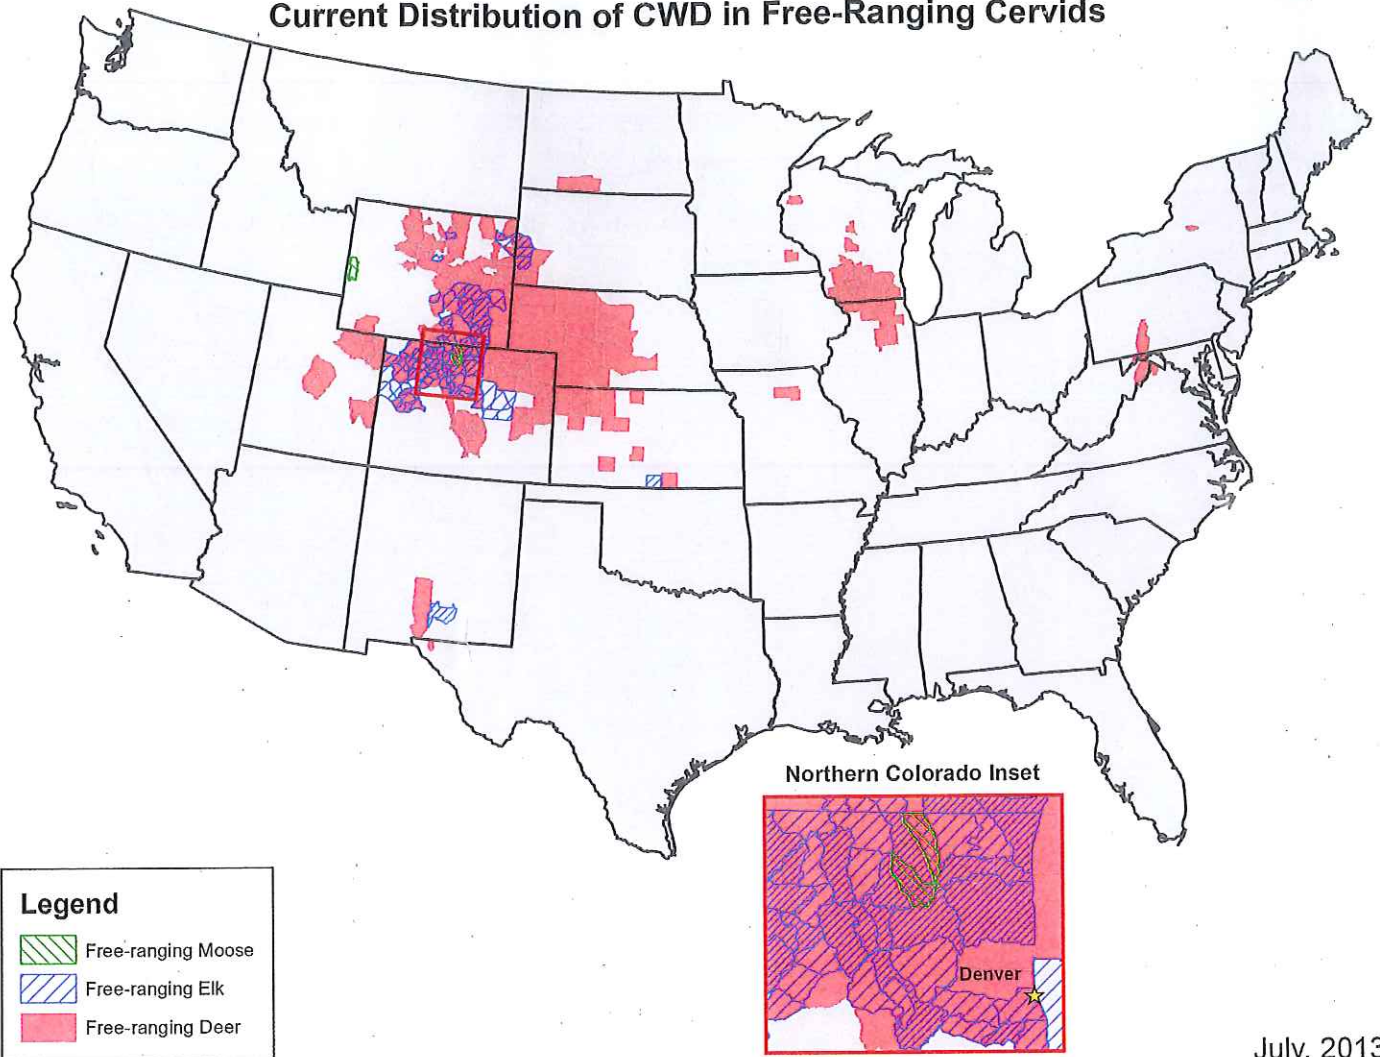 Current Distribution of CWD in Free-Ranging Cervids
Northern Colorado Inset
Denver
Legend
Free-ranging Moose
Free-ranging Elk
Free-ranging Deer
July, 2013